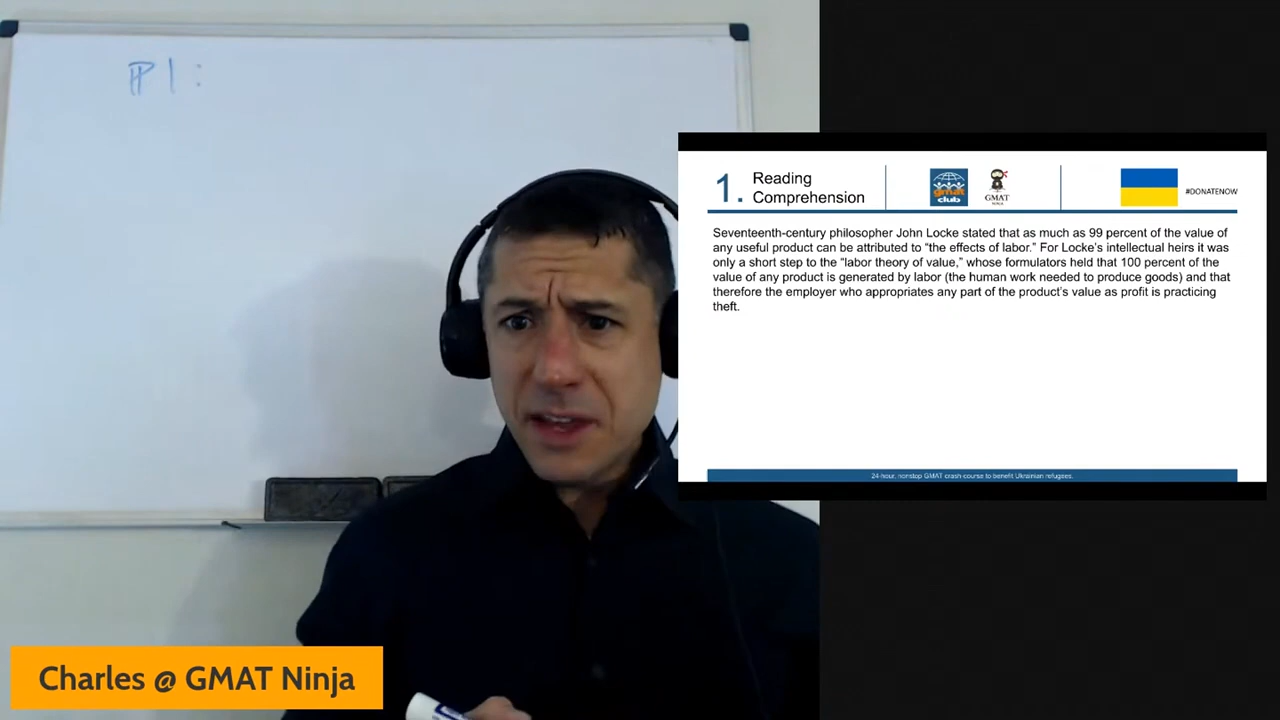 P1:
1. Reading
Comprehension
gmat
club
GMAT
NINJA
#DONATENOW
Seventeenth-century philosopher John Locke stated that as much as 99 percent of the value of
any useful product can be attributed to “the effects of labor.” For Locke’s intellectual heirs it was
only a short step to the “labor theory of value,” whose formulators held that 100 percent of the
value of any product is generated by labor (the human work needed to produce goods) and that
therefore the employer who appropriates any part of the product’s value as profit is practicing
theft.
24-hour, nonstop GMAT crash-course to benefit Ukrainian refugees.
Charles @ GMAT Ninja